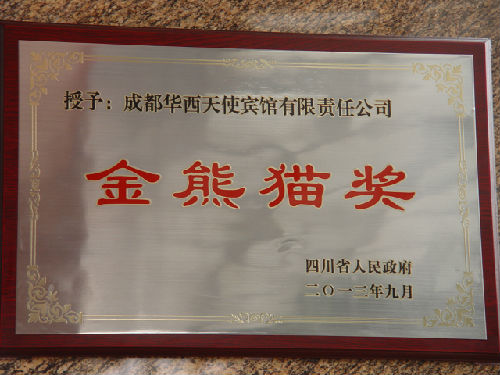 授予：成都华西天使宾馆有限责任公司
金熊猫奖
四川省人民政府
二〇一三年九月